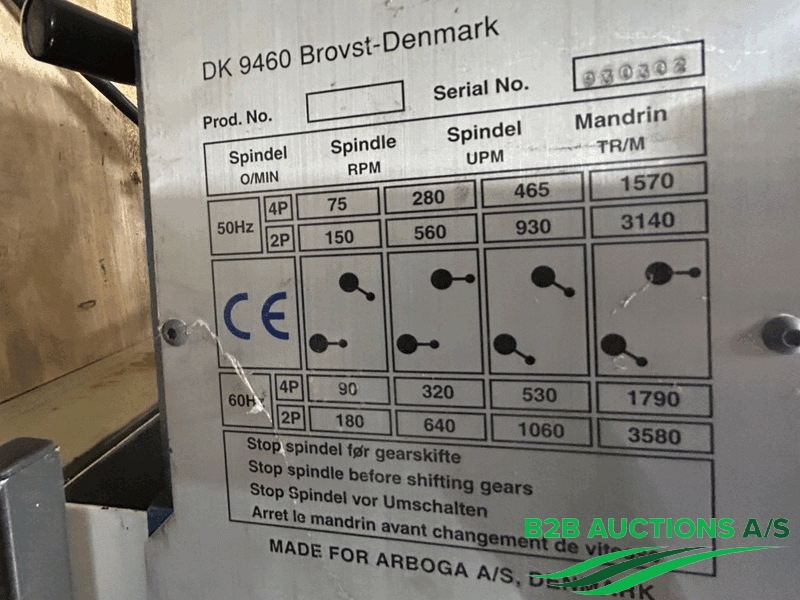 DK 9460 Brovst-Denmark
Prod. No. Serial No. 930302
Spindel Spindle Spindel Mandrin
O/MIN RPM UPM TR/M
50Hz 4P 75 280 465 1570
2P 150 560 930 3140
CE
60Hz 4P 90 320 530 1790
2P 180 640 1060 3580
Stop spindel før gearskifte
Stop spindle before shifting gears
Stop Spindel vor Umschalten
Arret le mandrin avant changement de
B2B AUCTIONS A/S
MADE FOR ARBOGA A/S, DENMARK